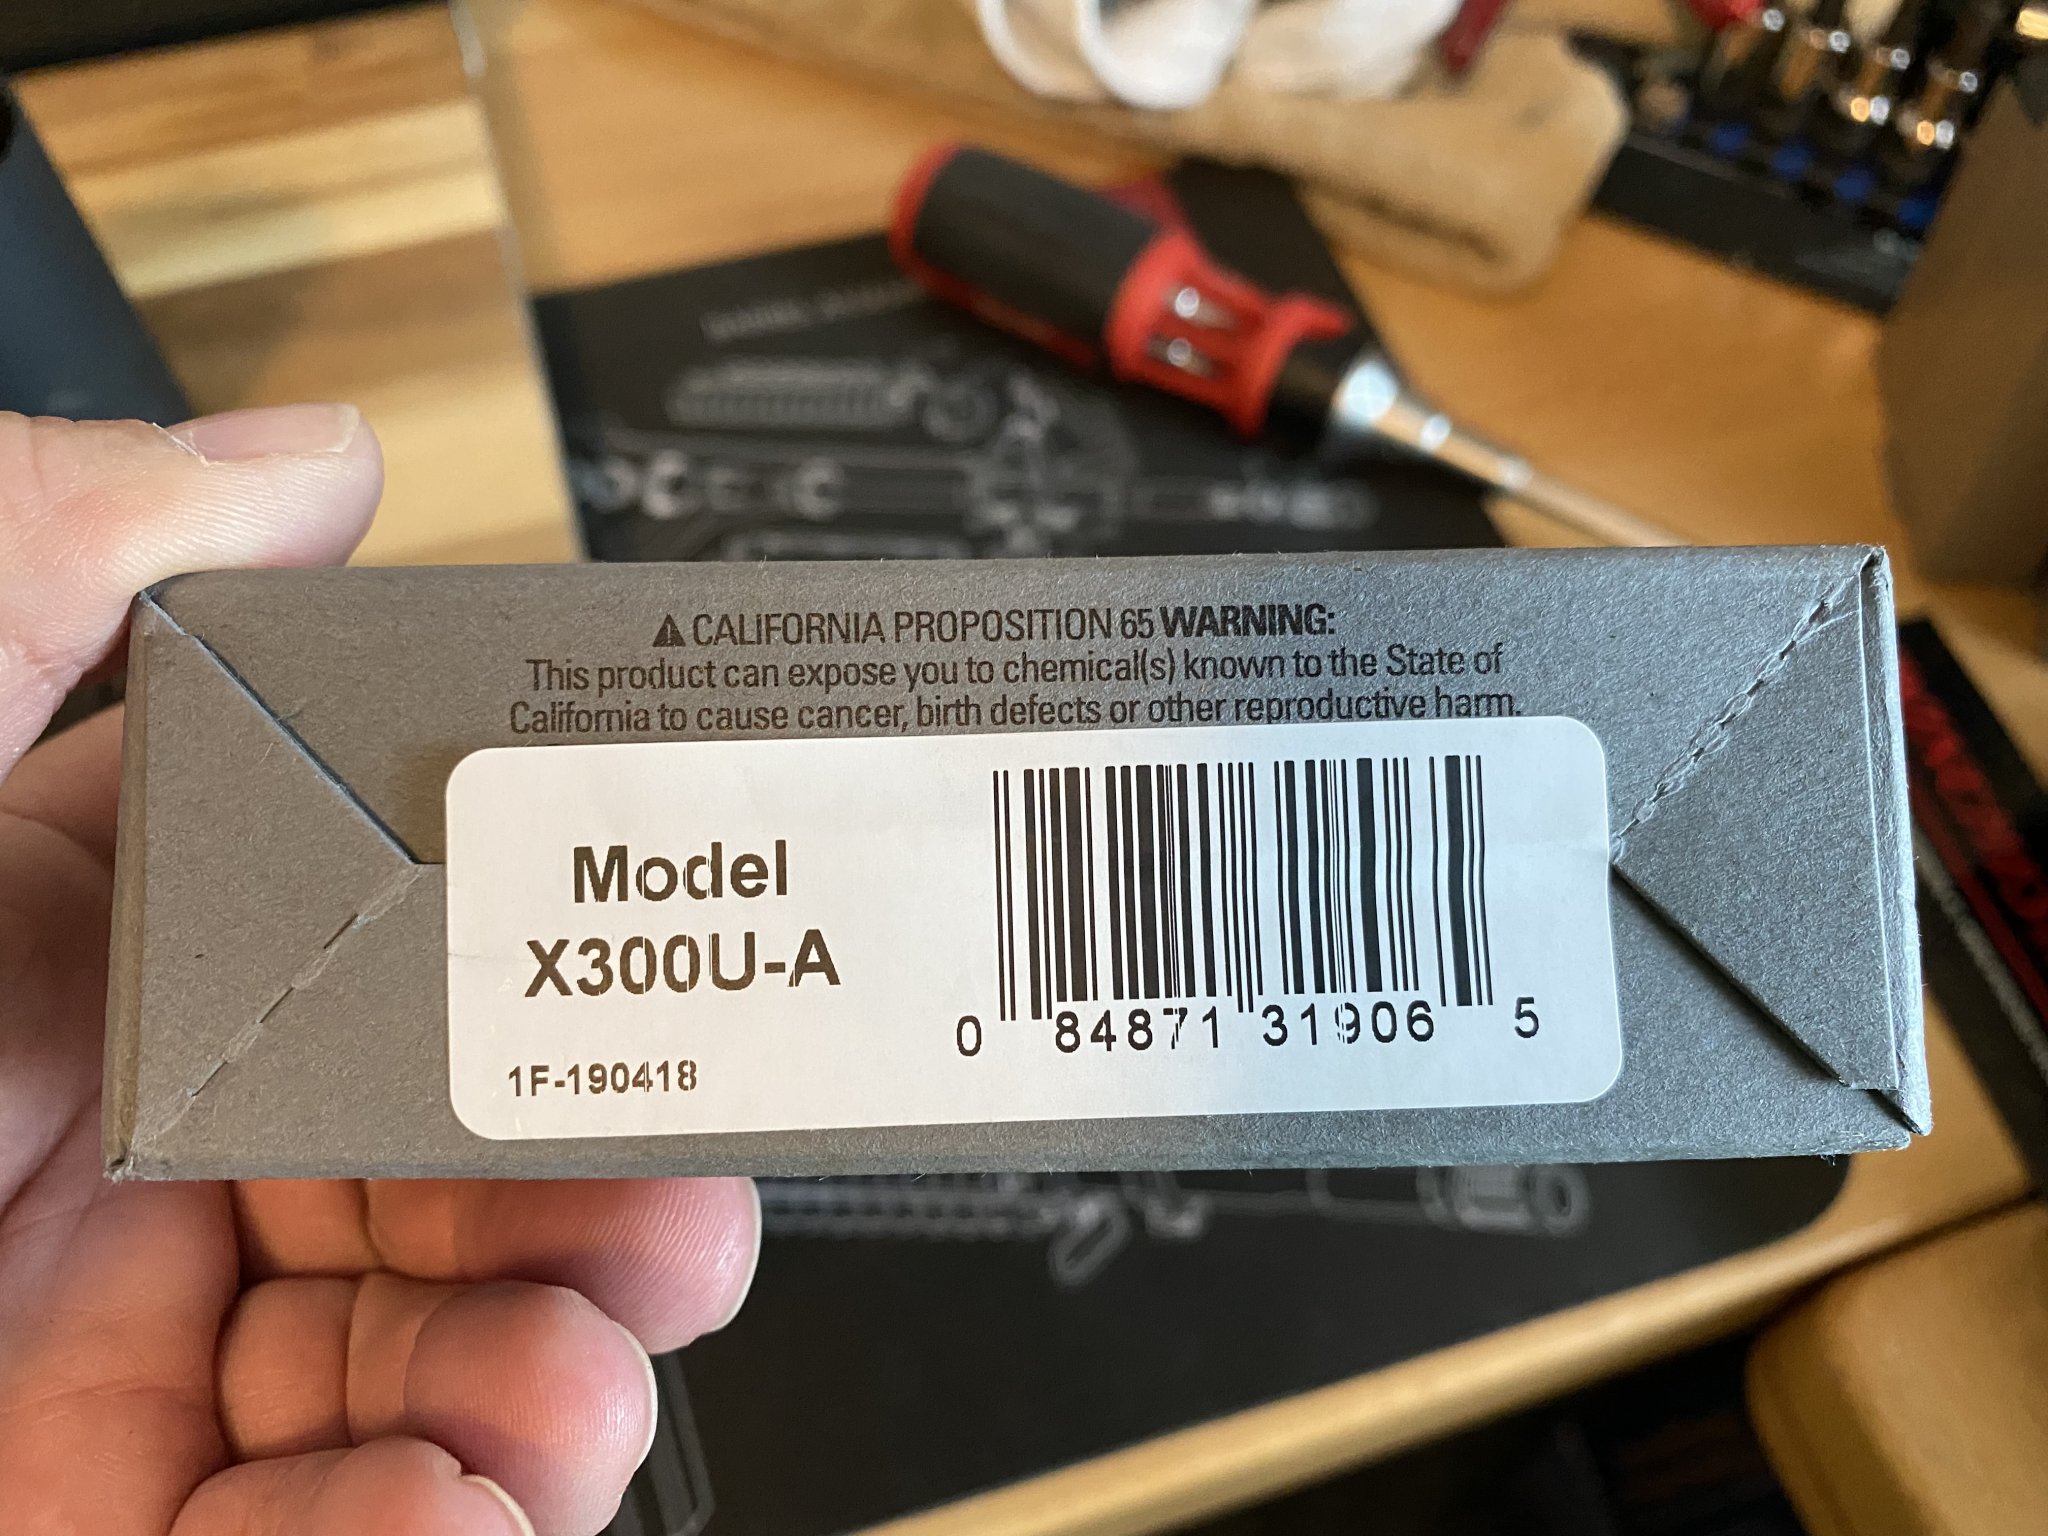 ⚠ CALIFORNIA PROPOSITION 65 WARNING:
This product can expose you to chemical(s) known to the State of
California to cause cancer, birth defects or other reproductive harm.
Model
X300U-A
1F-190418
0 84871 31906 5